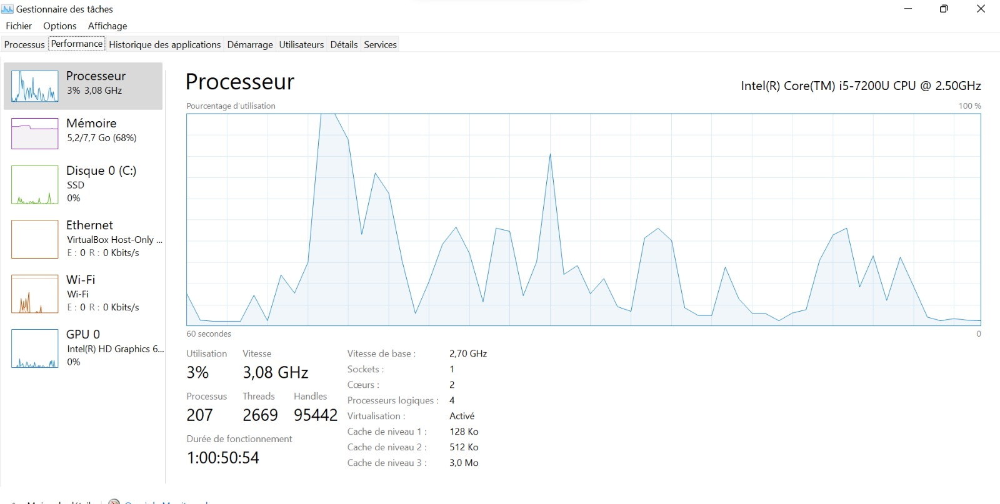 Gestionnaire des tâches
Fichier Options Affichage
Processus Performance Historique des applications Démarrage Utilisateurs Détails Services
Processeur
3% 3,08 GHz
Mémoire
5,2/7,7 Go (68%)
Disque 0 (C:)
SSD
0%
Ethernet
VirtualBox Host-Only ...
E : 0 R : 0 Kbits/s
Wi-Fi
Wi-Fi
E : 0 R : 0 Kbits/s
GPU 0
Intel(R) HD Graphics 6...
0%
Processeur
Intel(R) Core(TM) i5-7200U CPU @ 2.50GHz
Pourcentage d'utilisation 100 %
60 secondes 0
Utilisation Vitesse
3% 3,08 GHz
Processus Threads Handles
207 2669 95442
Durée de fonctionnement
1:00:50:54
Vitesse de base : 2,70 GHz
Sockets : 1
Cœurs : 2
Processeurs logiques : 4
Virtualisation : Activé
Cache de niveau 1 : 128 Ko
Cache de niveau 2 : 512 Ko
Cache de niveau 3 : 3,0 Mo